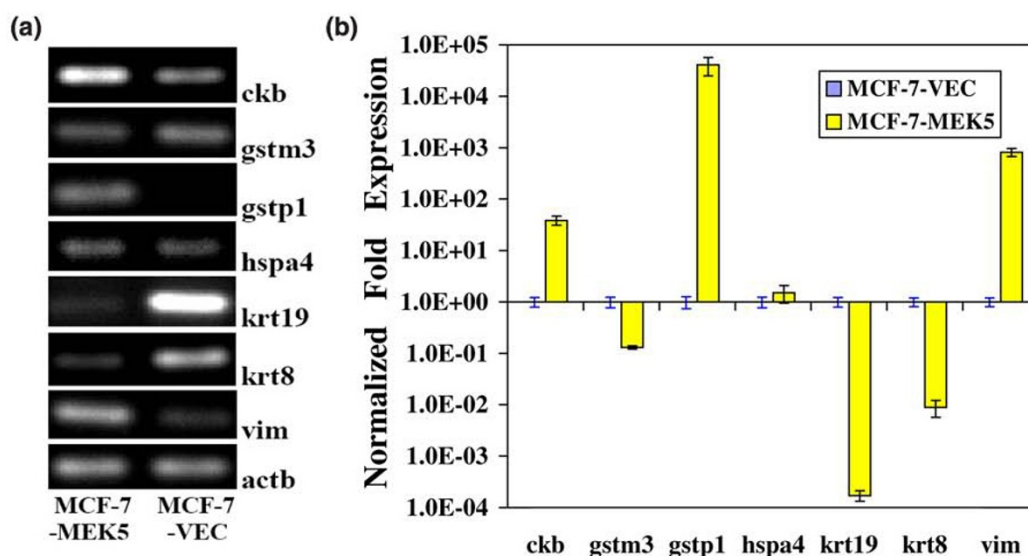 (a)
ckb
gstm3
gstp1
hspa4
krt19
krt8
vim
actb
MCF-7 MCF-7
-MEK5 -VEC
(b)
Normalized Fold Expression
1.0E+05
1.0E+04
1.0E+03
1.0E+02
1.0E+01
1.0E+00
1.0E-01
1.0E-02
1.0E-03
1.0E-04
MCF-7-VEC
MCF-7-MEK5
ckb gstm3 gstp1 hspa4 krt19 krt8 vim